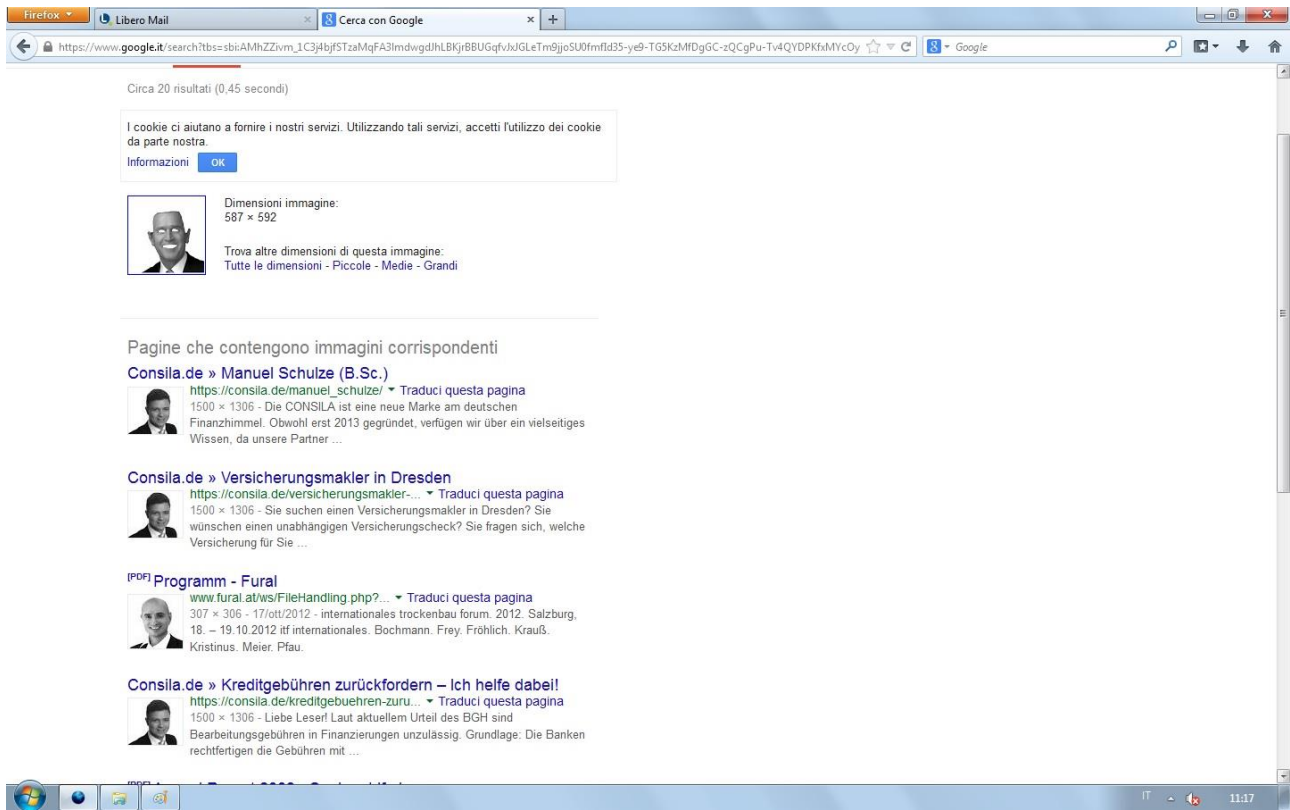 Firefox
Libero Mail
Cerca con Google
https://www.google.it/search?tbs=sbi:AMhZZivm_1C3j4bjfSTzaMqFA3ImdwgdJhLBKjrBBUGqfvJxJGLeTm9jjoSU0fmfId35-ye9-TG5KzMfDgGC-zQCgPu-Tv4QYDPKfxMYcOy
Google
Circa 20 risultati (0,45 secondi)
I cookie ci aiutano a fornire i nostri servizi. Utilizzando tali servizi, accetti l'utilizzo dei cookie
da parte nostra.
Informazioni OK
Dimensioni immagine:
587 × 592
Trova altre dimensioni di questa immagine:
Tutte le dimensioni - Piccole - Medie - Grandi
Pagine che contengono immagini corrispondenti
Consila.de » Manuel Schulze (B.Sc.)
https://consila.de/manuel_schulze/ Traduci questa pagina
1500 × 1306 - Die CONSILA ist eine neue Marke am deutschen
Finanzhimmel. Obwohl erst 2013 gegründet, verfügen wir über ein vielseitiges
Wissen, da unsere Partner ...
Consila.de » Versicherungsmakler in Dresden
https://consila.de/versicherungsmakler-... Traduci questa pagina
1500 × 1306 - Sie suchen einen Versicherungsmakler in Dresden? Sie
wünschen einen unabhängigen Versicherungscheck? Sie fragen sich, welche
Versicherung für Sie ...
[PDF] Programm - Fural
www.fural.at/ws/FileHandling.php?... Traduci questa pagina
307 × 306 - 17/ott/2012 - internationales trockenbau forum. 2012. Salzburg,
18. – 19.10.2012 itf internationales. Bochmann. Frey. Fröhlich. Krauß.
Kristinus. Meier. Pfau.
Consila.de » Kreditgebühren zurückfordern – Ich helfe dabei!
https://consila.de/kreditgebuehren-zuru... Traduci questa pagina
1500 × 1306 - Liebe Leser! Laut aktuellem Urteil des BGH sind
Bearbeitungsgebühren in Finanzierungen unzulässig. Grundlage: Die Banken
rechtfertigen die Gebühren mit ...
IT
11:17